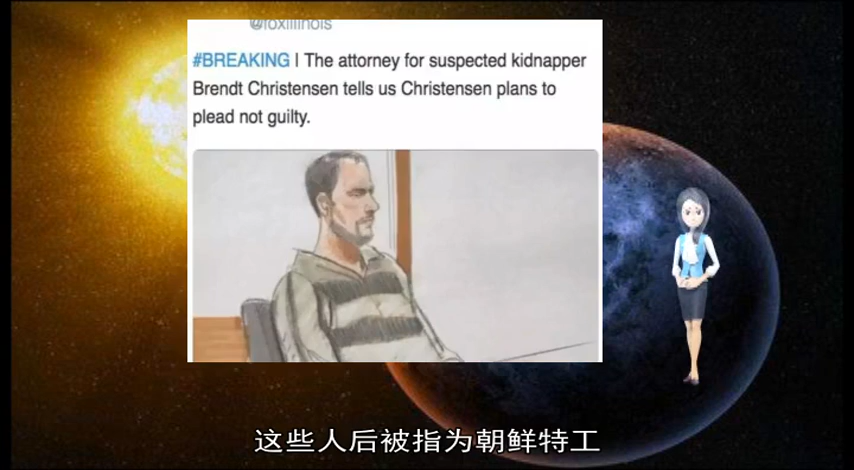 @foxillinois
#BREAKING | The attorney for suspected kidnapper
Brendt Christensen tells us Christensen plans to
plead not guilty.
这些人后被指为朝鲜特工